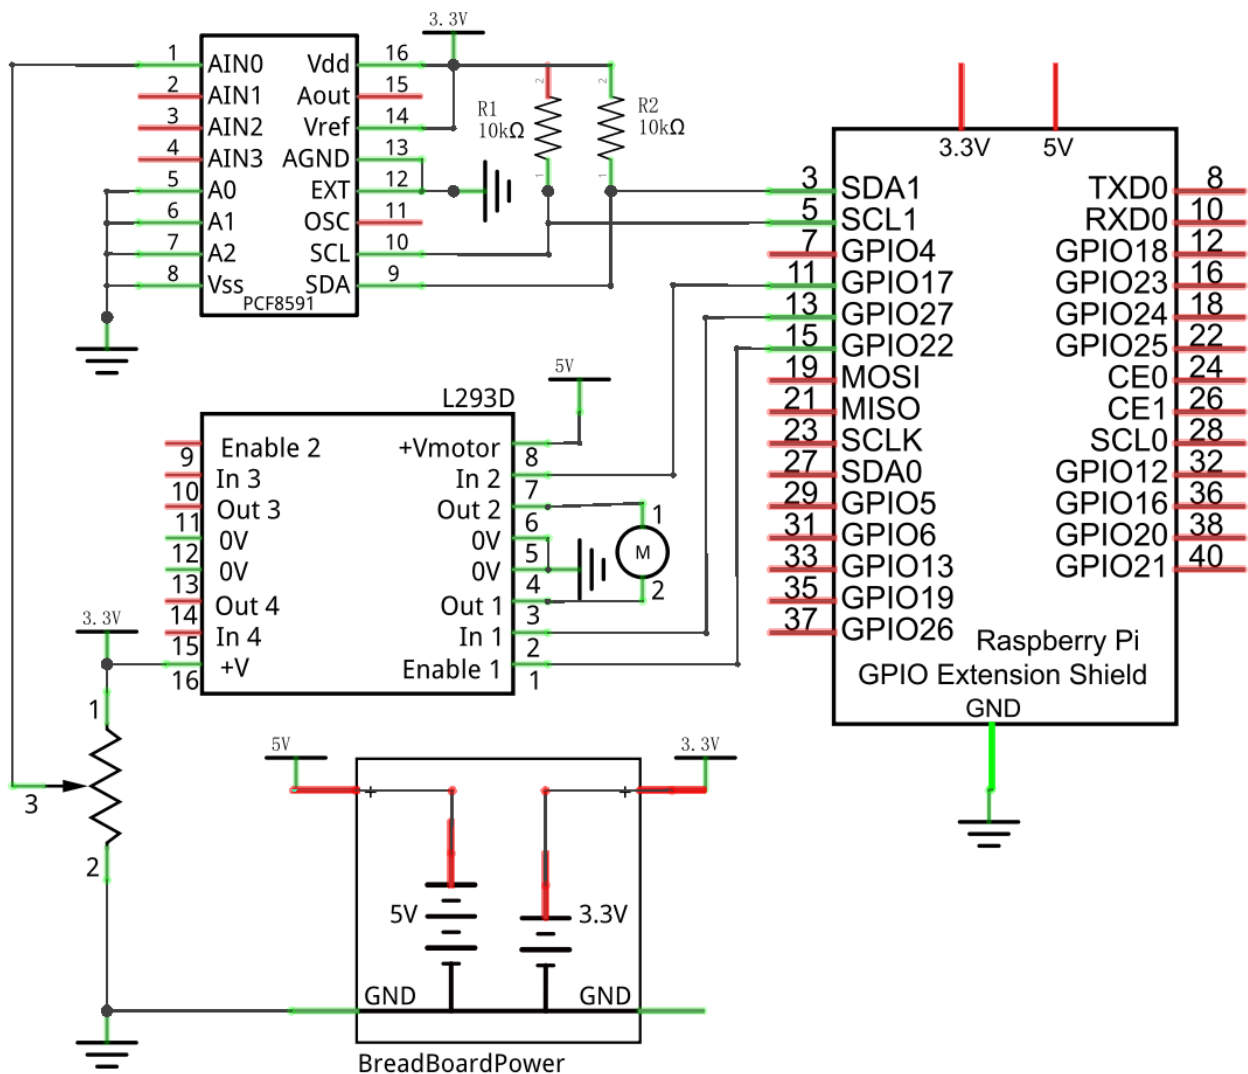 3.3V
1 AIN0 Vdd 16
2 AIN1 Aout 15
3 AIN2 Vref 14
4 AIN3 AGND 13
5 A0 EXT 12
6 A1 OSC 11
7 A2 SCL 10
8 Vss SDA 9
PCF8591
2
R1
10kΩ
1
2
R2
10kΩ
1
3.3V 5V
3 SDA1 TXD0 8
5 SCL1 RXD0 10
7 GPIO4 GPIO18 12
11 GPIO17 GPIO23 16
13 GPIO27 GPIO24 18
15 GPIO22 GPIO25 22
19 MOSI CE0 24
21 MISO CE1 26
23 SCLK SCL0 28
27 SDA0 GPIO12 32
29 GPIO5 GPIO16 36
31 GPIO6 GPIO20 38
33 GPIO13 GPIO21 40
35 GPIO19
37 GPIO26
Raspberry Pi
GPIO Extension Shield
GND
5V
L293D
9 Enable 2 +Vmotor 8
10 In 3 In 2 7
11 Out 3 Out 2 6
12 0V 0V 5
13 0V 0V 4
14 Out 4 Out 1 3
15 In 4 In 1 2
16 +V Enable 1 1
1
M
2
3.3V
1
3
2
5V 3.3V
+ +
5V 3.3V
GND GND
BreadBoardPower